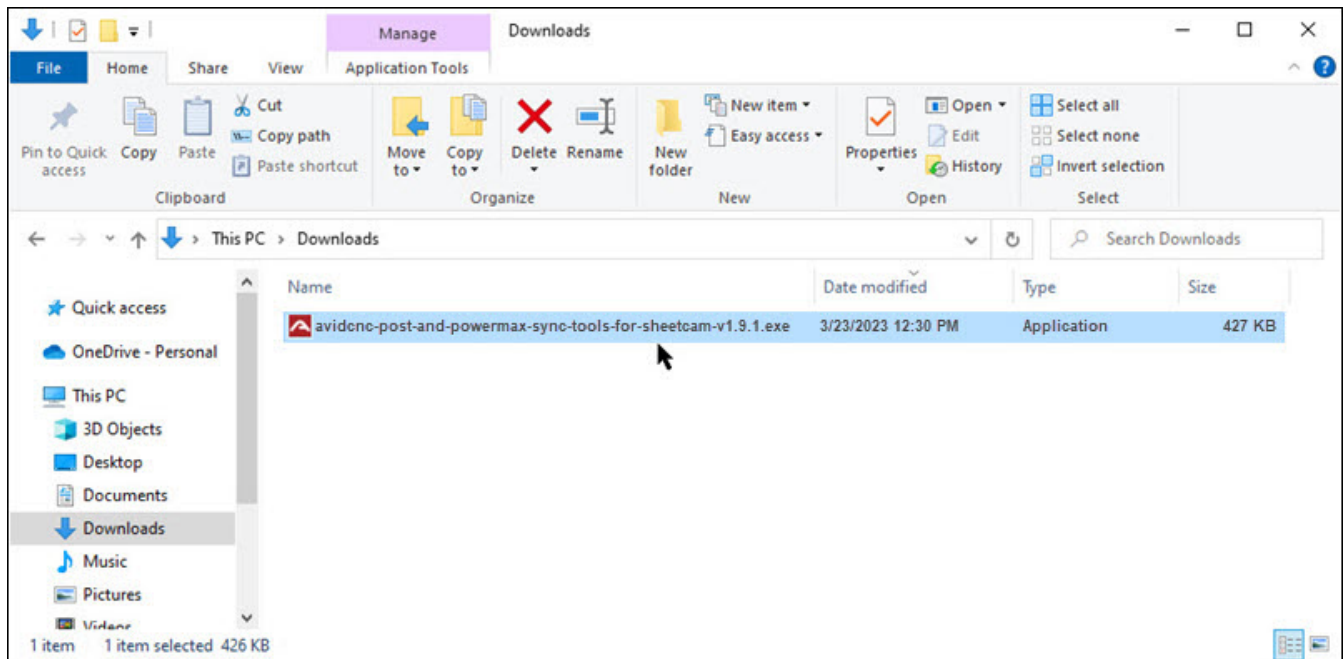 Manage Downloads
File Home Share View Application Tools
Pin to Quick access
Copy
Paste
Cut
Copy path
Paste shortcut
Move to
Copy to
Delete
Rename
New folder
New item
Easy access
Properties
Open
Edit
History
Select all
Select none
Invert selection
Clipboard Organize New Open Select
This PC > Downloads
Search Downloads
Name Date modified Type Size
avidcnc-post-and-powermax-sync-tools-for-sheetcam-v1.9.1.exe 3/23/2023 12:30 PM Application 427 KB
Quick access
OneDrive - Personal
This PC
3D Objects
Desktop
Documents
Downloads
Music
Pictures
Videos
1 item 1 item selected 426 KB